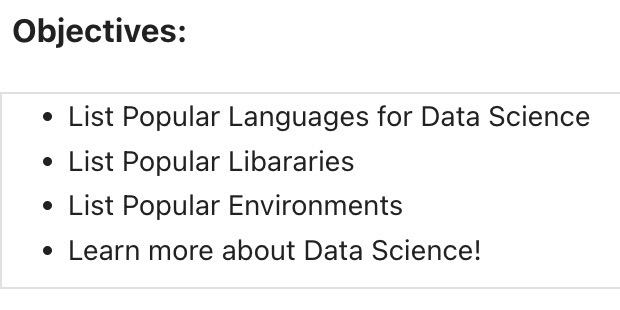 Objectives:
• List Popular Languages for Data Science
• List Popular Libararies
• List Popular Environments
• Learn more about Data Science!